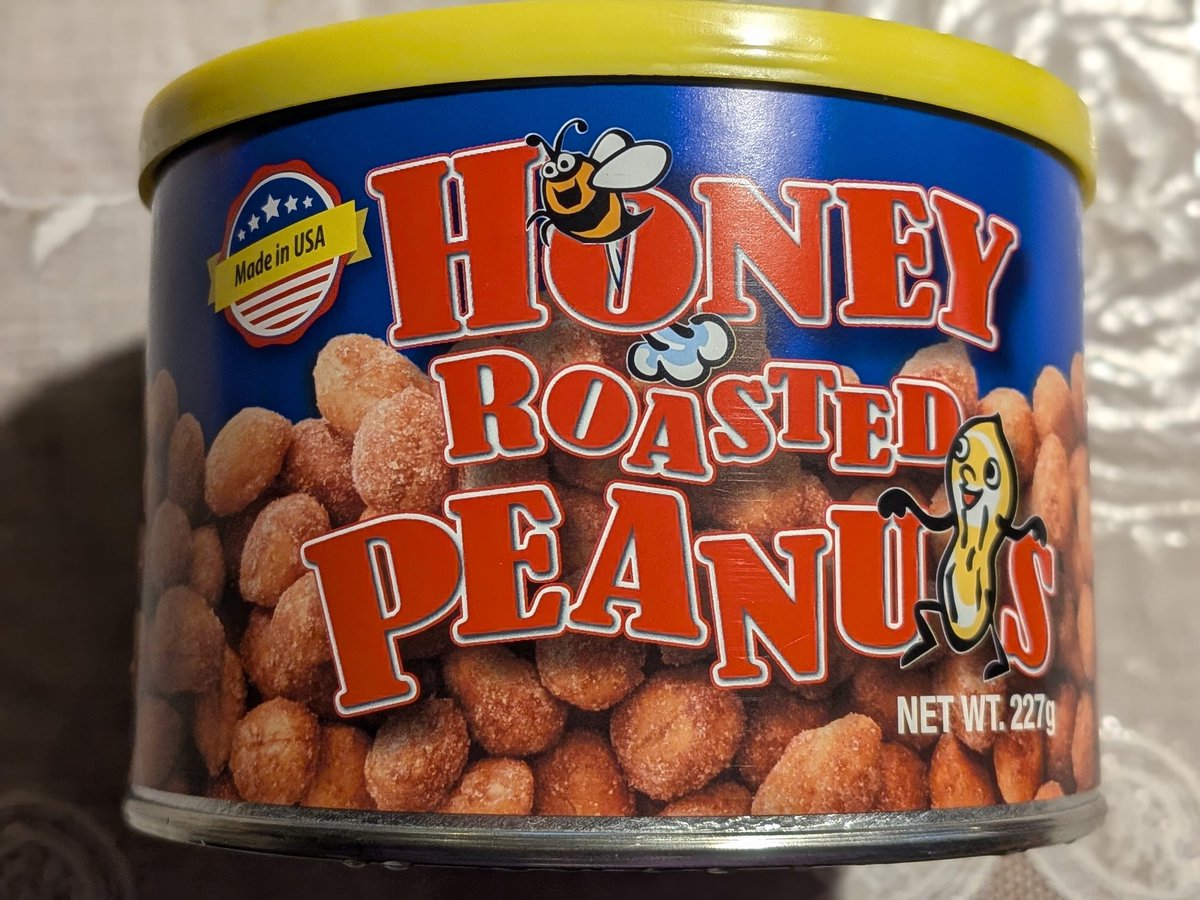 Made in USA
HONEY
ROASTED
PEANUTS
NET WT. 227g